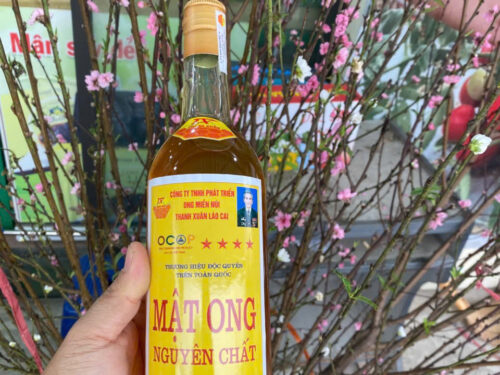 Mận s
CÔNG TY TNHH PHÁT TRIỂN
ONG MIỀN NÚI
THANH XUÂN LÀO CAI
OCOP
THƯƠNG HIỆU ĐỘC QUYỀN
TRÊN TOÀN QUỐC
MẬT ONG
NGUYÊN CHẤT